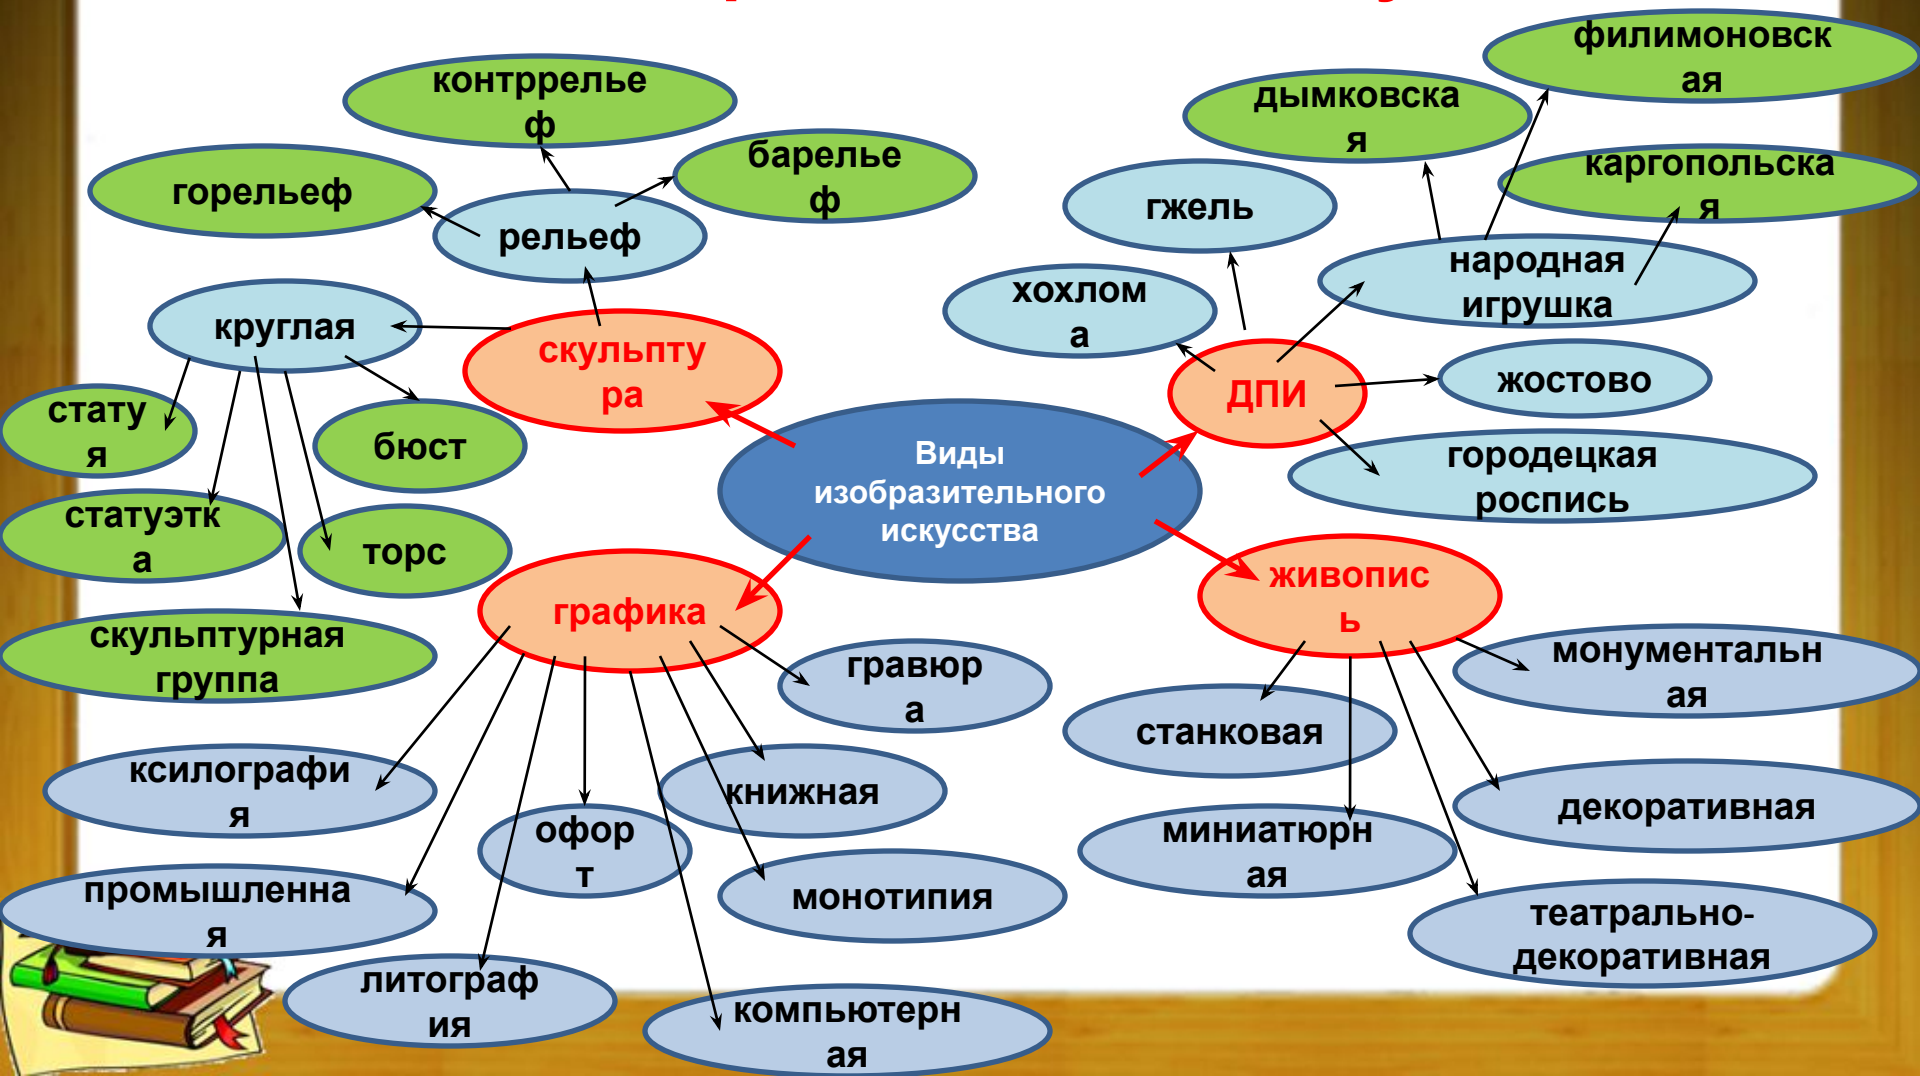 филимоновск
ая
контррелье
ф
дымковска
я
барелье
ф
каргопольска
я
горельеф
гжель
рельеф
народная
игрушка
хохлом
а
круглая
скульпту
ра
ДПИ
жостово
стату
я
бюст
Виды
изобразительного
искусства
городецкая
роспись
статуэтк
а
торс
графика
живопис
ь
скульптурная
группа
гравюр
а
монументальн
ая
станковая
ксилографи
я
книжная
декоративная
офор
т
миниатюрн
ая
промышленна
я
монотипия
театрально-
декоративная
литограф
ия
компьютерн
ая